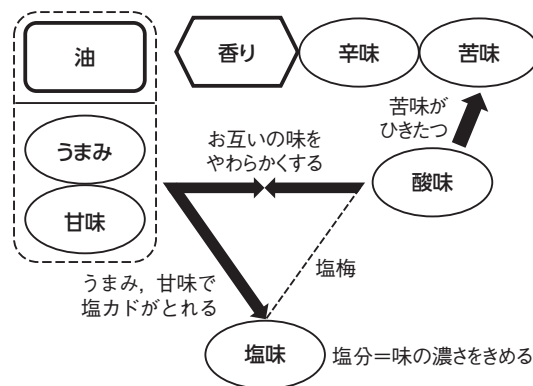 油
香り
辛味
苦味
苦味が
ひきたつ
うまみ
お互いの味を
やわらかくする
酸味
甘味
塩梅
うまみ，甘味で
塩カドがとれる
塩味
塩分＝味の濃さをきめる